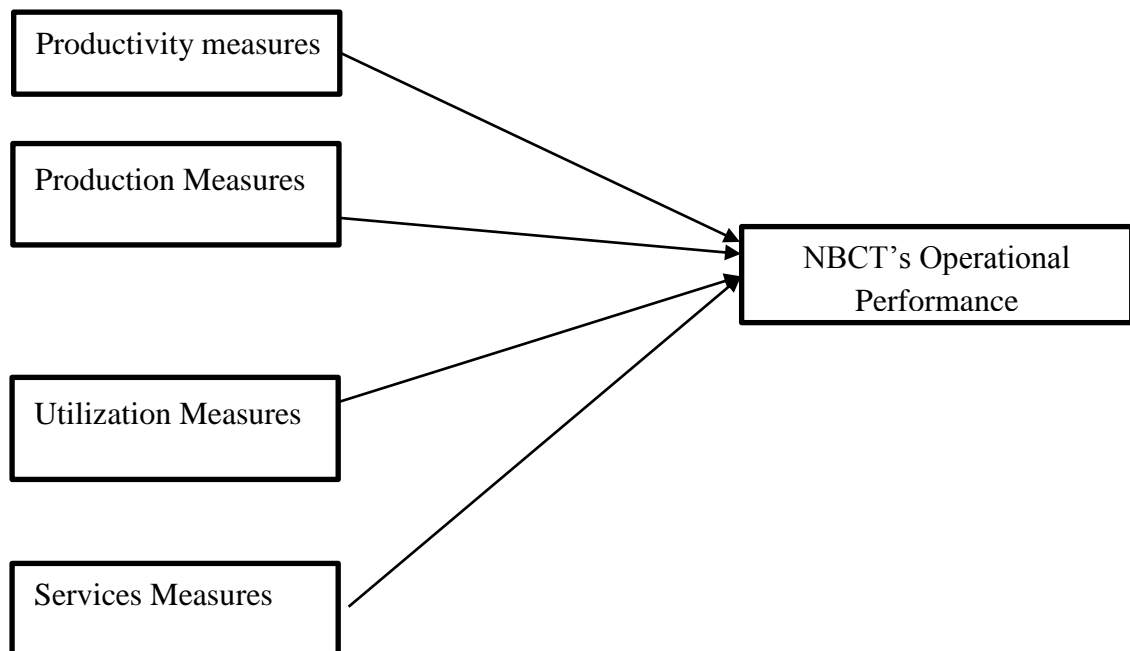 Productivity measures
Production Measures
NBCT’s Operational
Performance
Utilization Measures
Services Measures